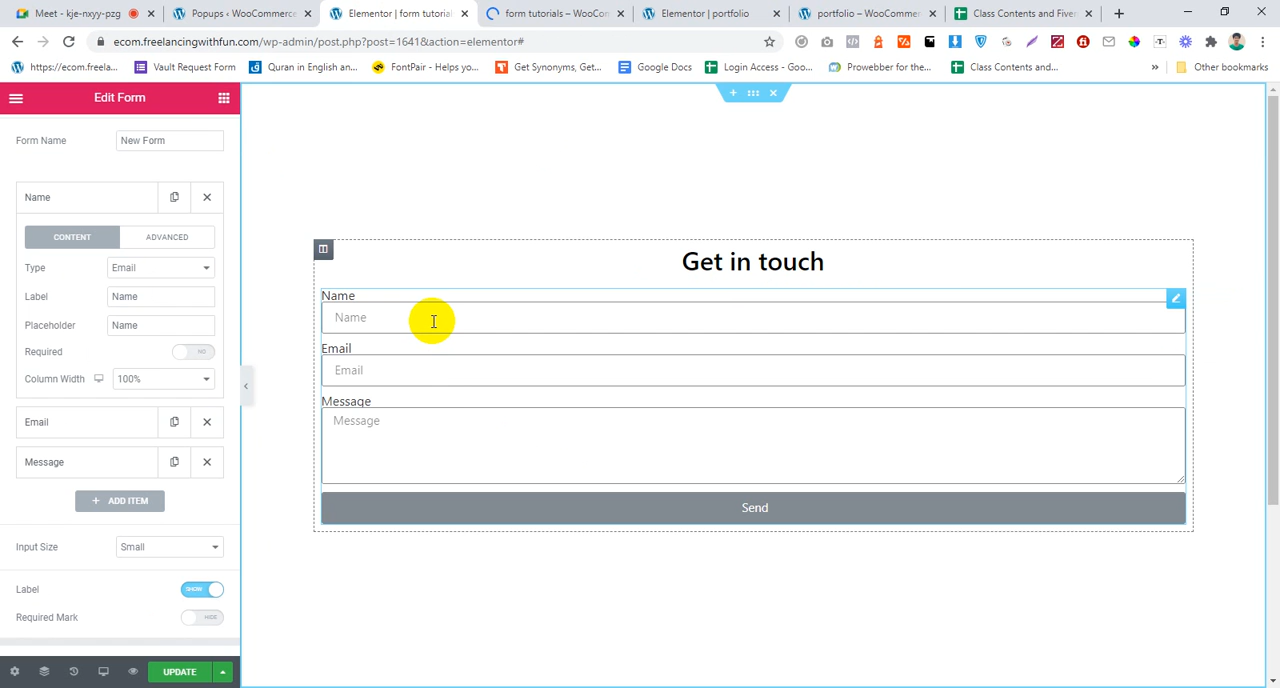 Meet - kje-nxyy-pzg
Popups ‹ WooCommerce
Elementor | form tutorial
form tutorials – WooCon
Elementor | portfolio
portfolio – WooCommer
Class Contents and Fiver
ecom.freelancingwithfun.com/wp-admin/post.php?post=1641&action=elementor#
https://ecom.freela...
Vault Request Form
Quran in English an...
FontPair - Helps yo...
Get Synonyms, Get...
Google Docs
Login Access - Goo...
Prowebber for the...
Class Contents and...
Other bookmarks
Edit Form
Form Name
New Form
Name
CONTENT
ADVANCED
Type
Email
Label
Name
Placeholder
Name
Required
NO
Column Width
100%
Email
Message
ADD ITEM
Input Size
Small
Label
SHOW
Required Mark
HIDE
UPDATE
Get in touch
Name
Name
Email
Email
Message
Message
Send